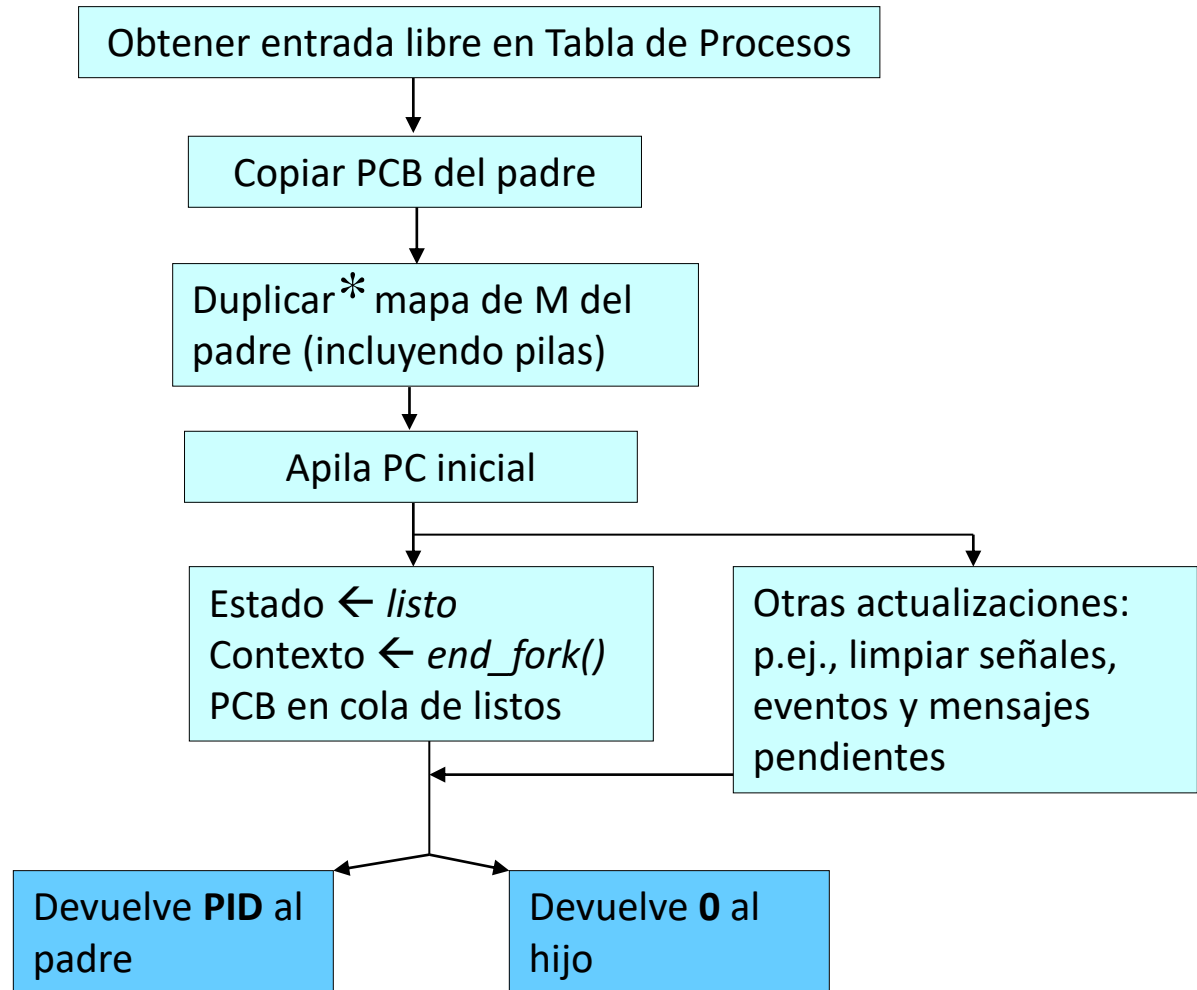 Obtener entrada libre en Tabla de Procesos
Copiar PCB del padre
Duplicar* mapa de M del
padre (incluyendo pilas)
Apila PC inicial
Estado ← listo
Contexto ← end_fork()
PCB en cola de listos
Otras actualizaciones:
p.ej., limpiar señales,
eventos y mensajes
pendientes
Devuelve PID al
padre
Devuelve 0 al
hijo